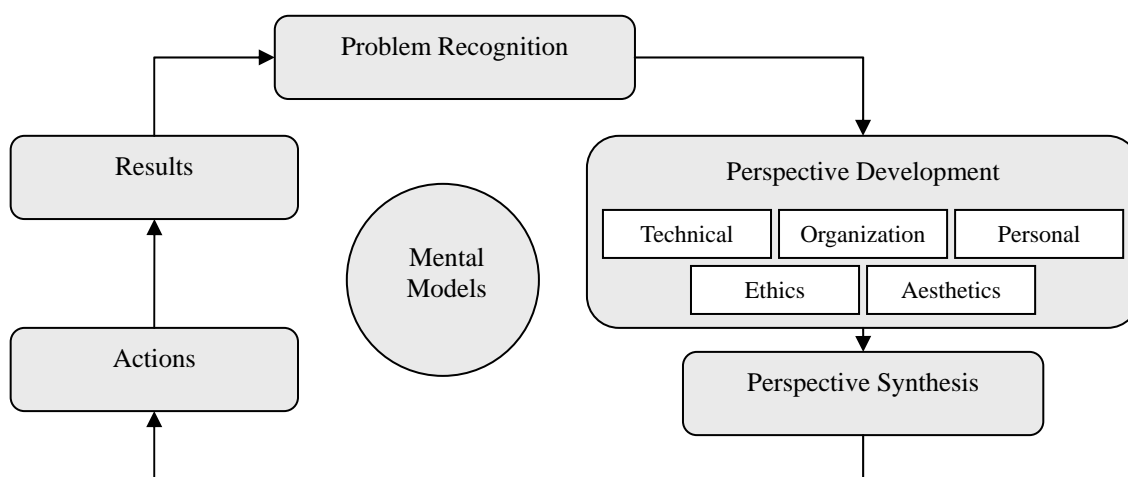 Problem Recognition
Results
Perspective Development
Technical
Organization
Personal
Ethics
Aesthetics
Mental
Models
Actions
Perspective Synthesis